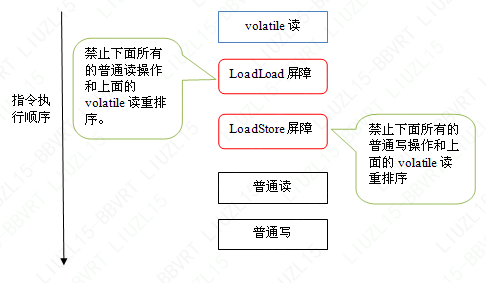 volatile 读
禁止下面所有
的普通读操作
和上面的
volatile 读重排
序。
LoadLoad 屏障
指令执
行顺序
LoadStore 屏障
禁止下面所有的
普通写操作和上
面的 volatile 读
重排序
普通读
普通写